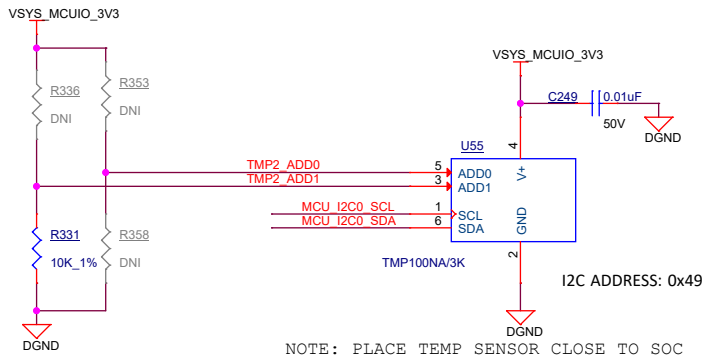 VSYS_MCUIO_3V3
R336
DNI
R353
DNI
VSYS_MCUIO_3V3
C249
0.01uF
50V
DGND
U55
4
TMP2_ADD0
5
ADD0
V+
TMP2_ADD1
3
ADD1
MCU_I2C0_SCL
1
SCL
MCU_I2C0_SDA
6
SDA
GND
2
R331
10K_1%
R358
DNI
TMP100NA/3K
I2C ADDRESS: 0x49
DGND
DGND
NOTE: PLACE TEMP SENSOR CLOSE TO SOC